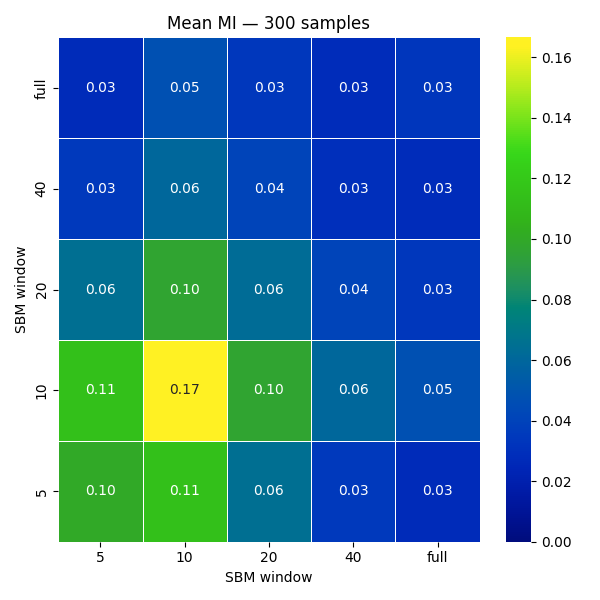 Mean MI — 300 samples
full 0.03 0.05 0.03 0.03 0.03
40 0.03 0.06 0.04 0.03 0.03
20 0.06 0.10 0.06 0.04 0.03
10 0.11 0.17 0.10 0.06 0.05
5 0.10 0.11 0.06 0.03 0.03
SBM window
5 10 20 40 full
SBM window
0.16
0.14
0.12
0.10
0.08
0.06
0.04
0.02
0.00